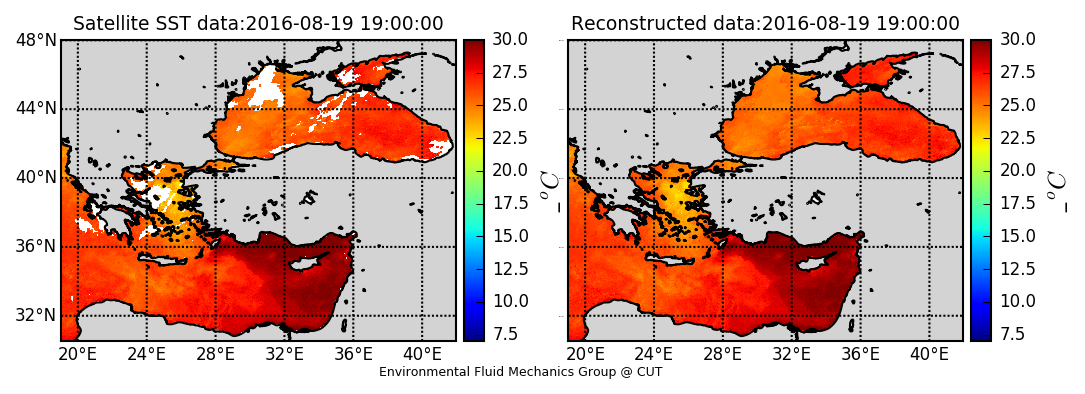 Satellite SST data:2016-08-19 19:00:00
Reconstructed data:2016-08-19 19:00:00
48°N
44°N
40°N
36°N
32°N
20°E 24°E 28°E 32°E 36°E 40°E
30.0
27.5
25.0
22.5
20.0
17.5
15.0
12.5
10.0
7.5
_°C
20°E 24°E 28°E 32°E 36°E 40°E
30.0
27.5
25.0
22.5
20.0
17.5
15.0
12.5
10.0
7.5
_°C
Environmental Fluid Mechanics Group @ CUT